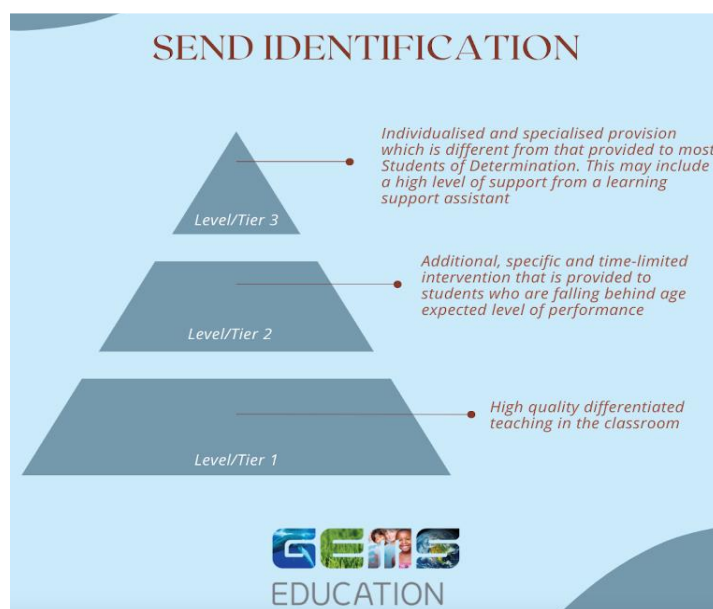 SEND IDENTIFICATION
Individualised and specialised provision
which is different from that provided to most
Students of Determination. This may include
a high level of support from a learning
support assistant
Level/Tier 3
Additional, specific and time-limited
intervention that is provided to
students who are falling behind age
expected level of performance
Level/Tier 2
High quality differentiated
teaching in the classroom
Level/Tier 1
GEMS
EDUCATION